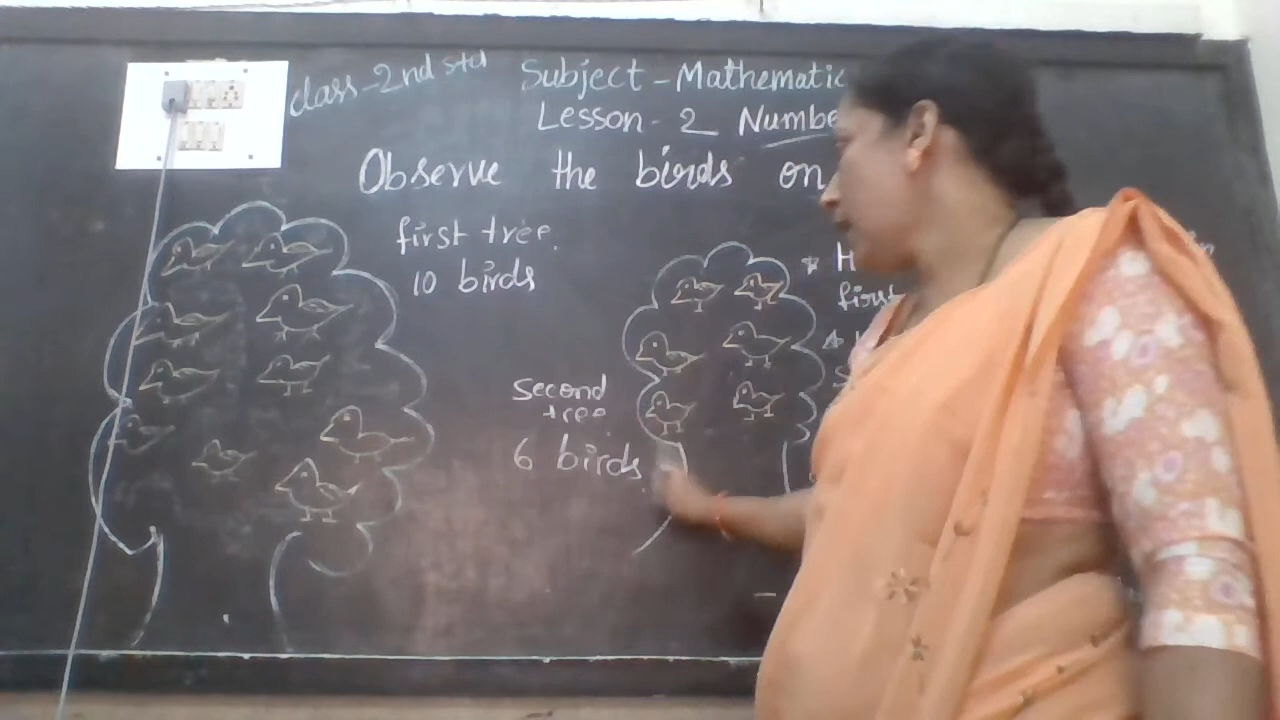 class-2nd std
Subject - Mathematic
Lesson - 2 Numbe
Observe the birds on
first tree.
10 birds
* H
first
second
tree.
6 birds.